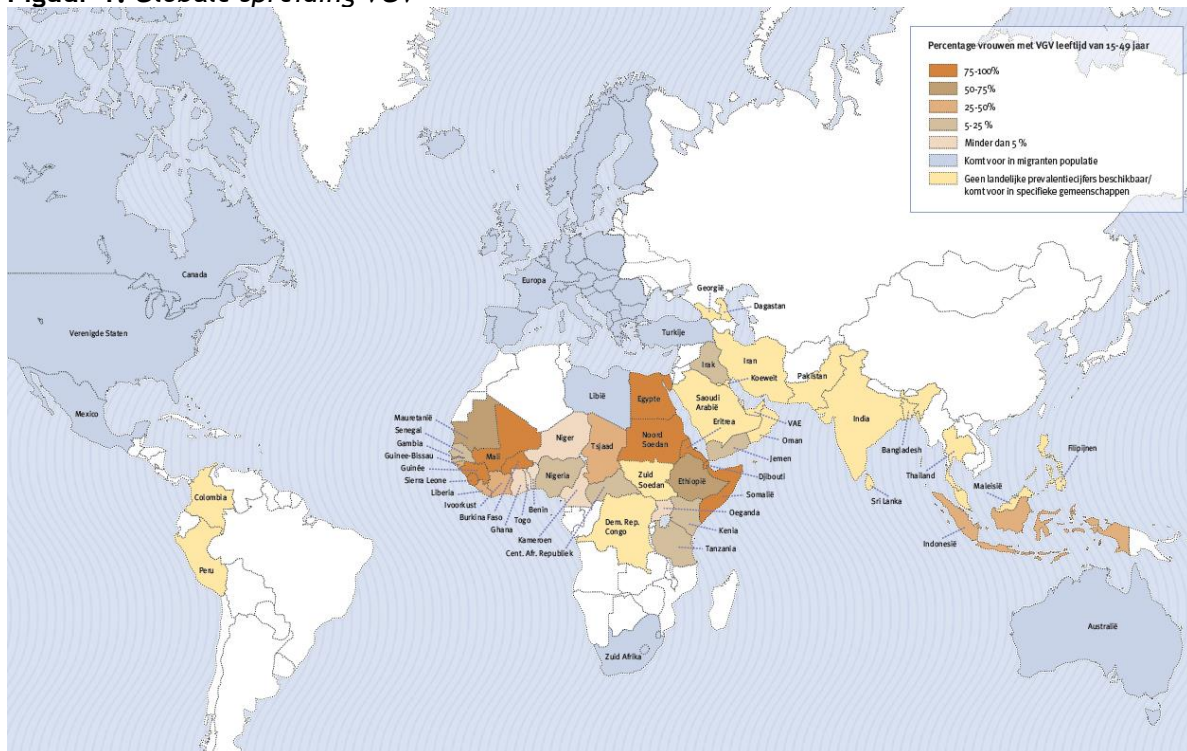 Figuur 1. Globale spreiding VGV
Percentage vrouwen met VGV leeftijd van 15-49 jaar
75-100%
50-75%
25-50%
5-25 %
Minder dan 5 %
Komt voor in migranten populatie
Geen landelijke prevalentiecijfers beschikbaar/
komt voor in specifieke gemeenschappen
Canada
Verenigde Staten
Mexico
Colombia
Peru
Europa
Georgië
Dagastan
Turkije
Irak
Iran
Koeweit
Pakistan
Libië
Egypte
Saoudi
Arabië
India
Mauretanië
Senegal
Gambia
Guinee-Bissau
Guinée
Sierra Leone
Liberia
Ivoorkust
Burkina Faso
Ghana
Togo
Benin
Kameroen
Cent. Afr. Republiek
Mali
Niger
Tsjaad
Noord
Soedan
Eritrea
VAE
Oman
Jemen
Nigeria
Zuid
Soedan
Ethiopië
Djibouti
Somalië
Oeganda
Kenia
Tanzania
Dem. Rep.
Congo
Zuid Afrika
Bangladesh
Thailand
Sri Lanka
Maleisië
Filipijnen
Indonesië
Australië